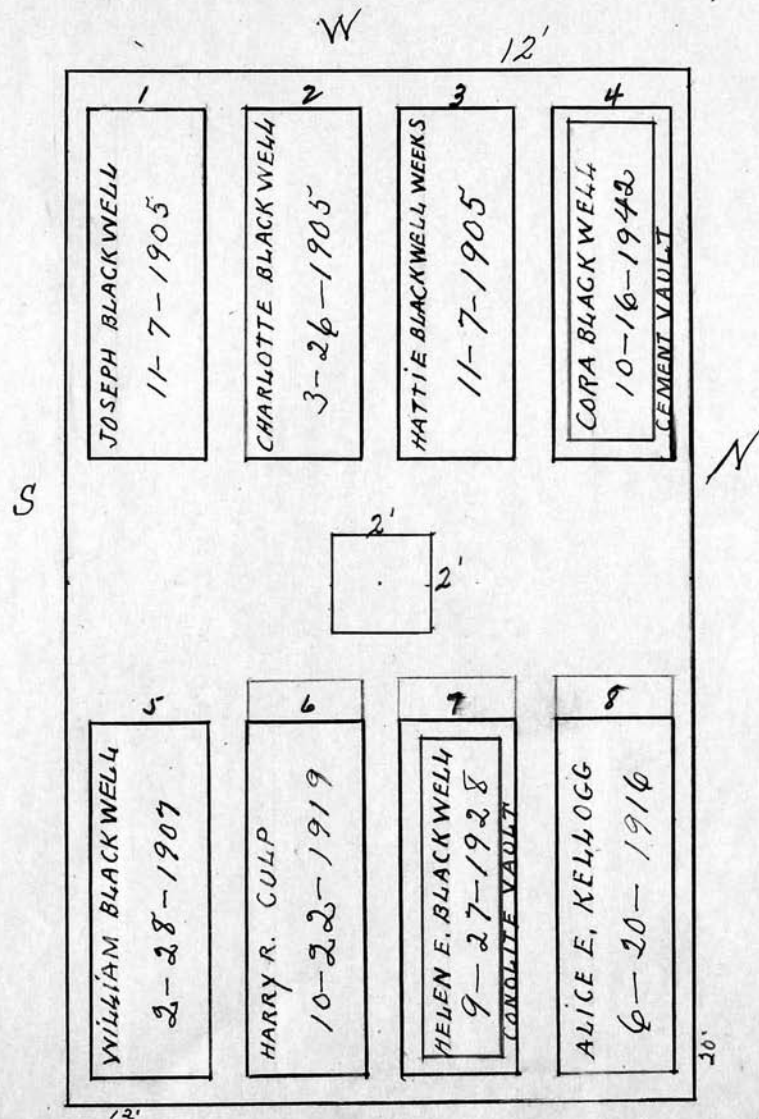 W
12'
1
2
3
4
JOSEPH BLACKWELL
11-7-1905
CHARLOTTE BLACKWELL
3-26-1905
HATTIE BLACKWELL WEEKS
11-7-1905
CORA BLACKWELL
10-16-1942
CEMENT VAULT
S
N
2'
2'
5
6
7
8
WILLIAM BLACKWELL
2-28-1907
HARRY R. CULP
10-22-1919
HELEN E. BLACKWELL
9-27-1928
CONOLITE VAULT
ALICE E. KELLOGG
6-20-1916
20'
12'